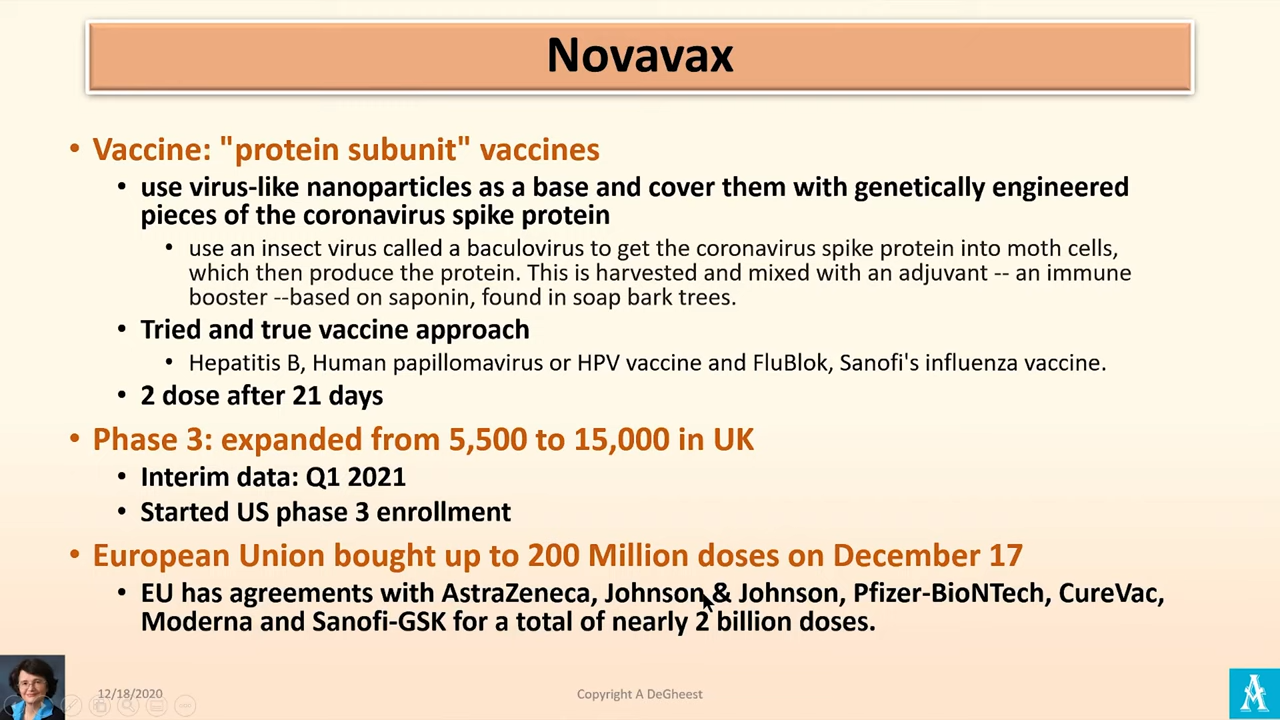 Novavax
• Vaccine: "protein subunit" vaccines
• use virus-like nanoparticles as a base and cover them with genetically engineered
pieces of the coronavirus spike protein
• use an insect virus called a baculovirus to get the coronavirus spike protein into moth cells,
which then produce the protein. This is harvested and mixed with an adjuvant -- an immune
booster --based on saponin, found in soap bark trees.
• Tried and true vaccine approach
• Hepatitis B, Human papillomavirus or HPV vaccine and FluBlok, Sanofi's influenza vaccine.
• 2 dose after 21 days
• Phase 3: expanded from 5,500 to 15,000 in UK
• Interim data: Q1 2021
• Started US phase 3 enrollment
• European Union bought up to 200 Million doses on December 17
• EU has agreements with AstraZeneca, Johnson & Johnson, Pfizer-BioNTech, CureVac,
Moderna and Sanofi-GSK for a total of nearly 2 billion doses.
12/18/2020
Copyright A DeGheest
A